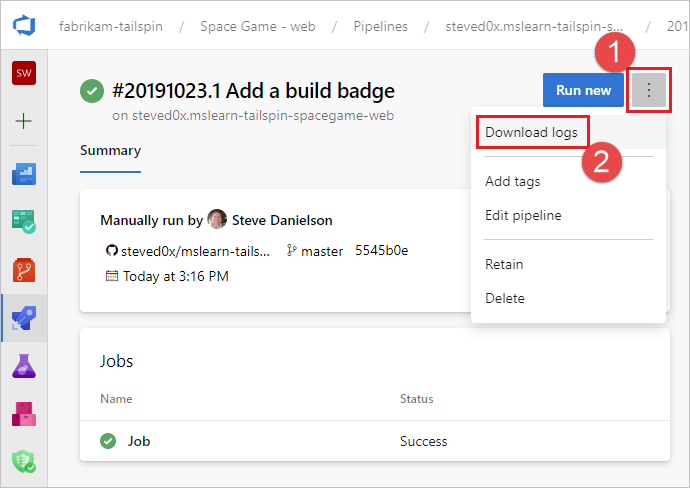 fabrikam-tailspin / Space Game - web / Pipelines / steved0x.mslearn-tailspin-s... / 201
1
SW
#20191023.1 Add a build badge
Run new
on steved0x.mslearn-tailspin-spacegame-web
Download logs
2
Summary
Add tags
Edit pipeline
Manually run by Steve Danielson
steved0x/mslearn-tails... master 5545b0e
Today at 3:16 PM
Retain
Delete
Jobs
Name Status
Job Success